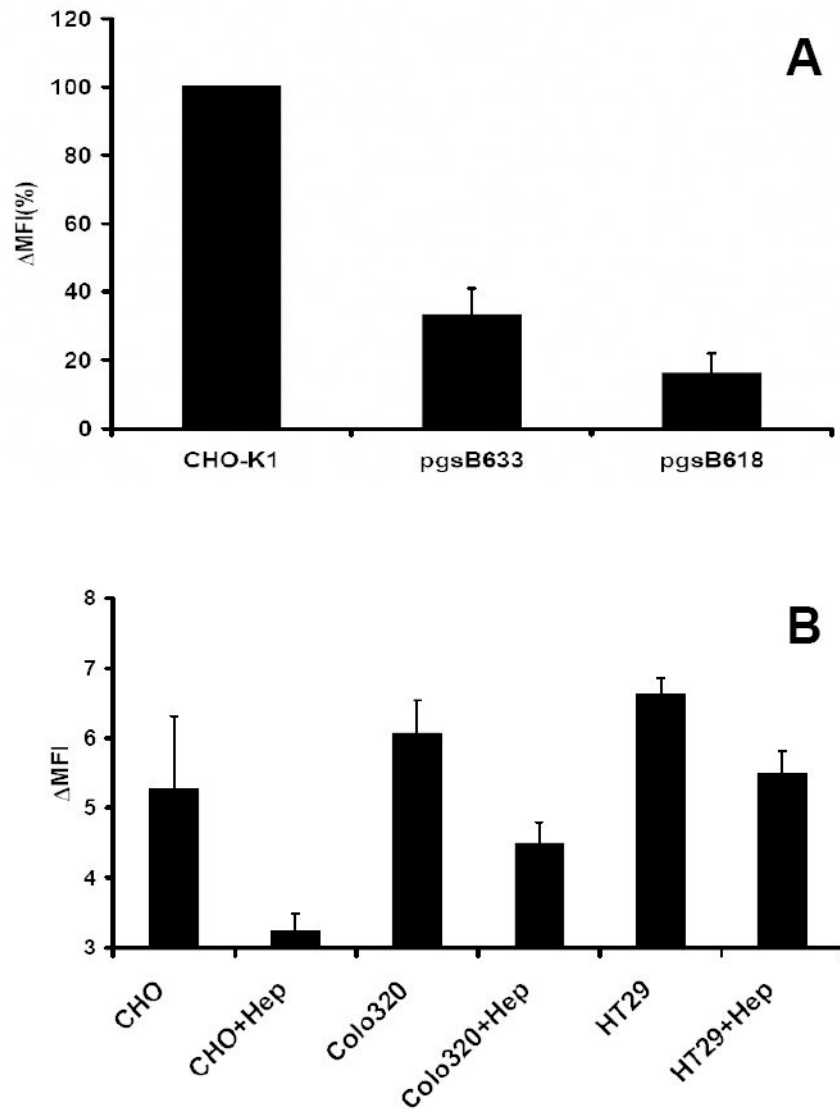 A
120
100
80
60
40
20
0
ΔMFI(%)
CHO-K1 pgsB633 pgsB618
B
8
7
6
5
4
3
ΔMFI
CHO CHO+Hep Colo320 Colo320+Hep HT29 HT29+Hep